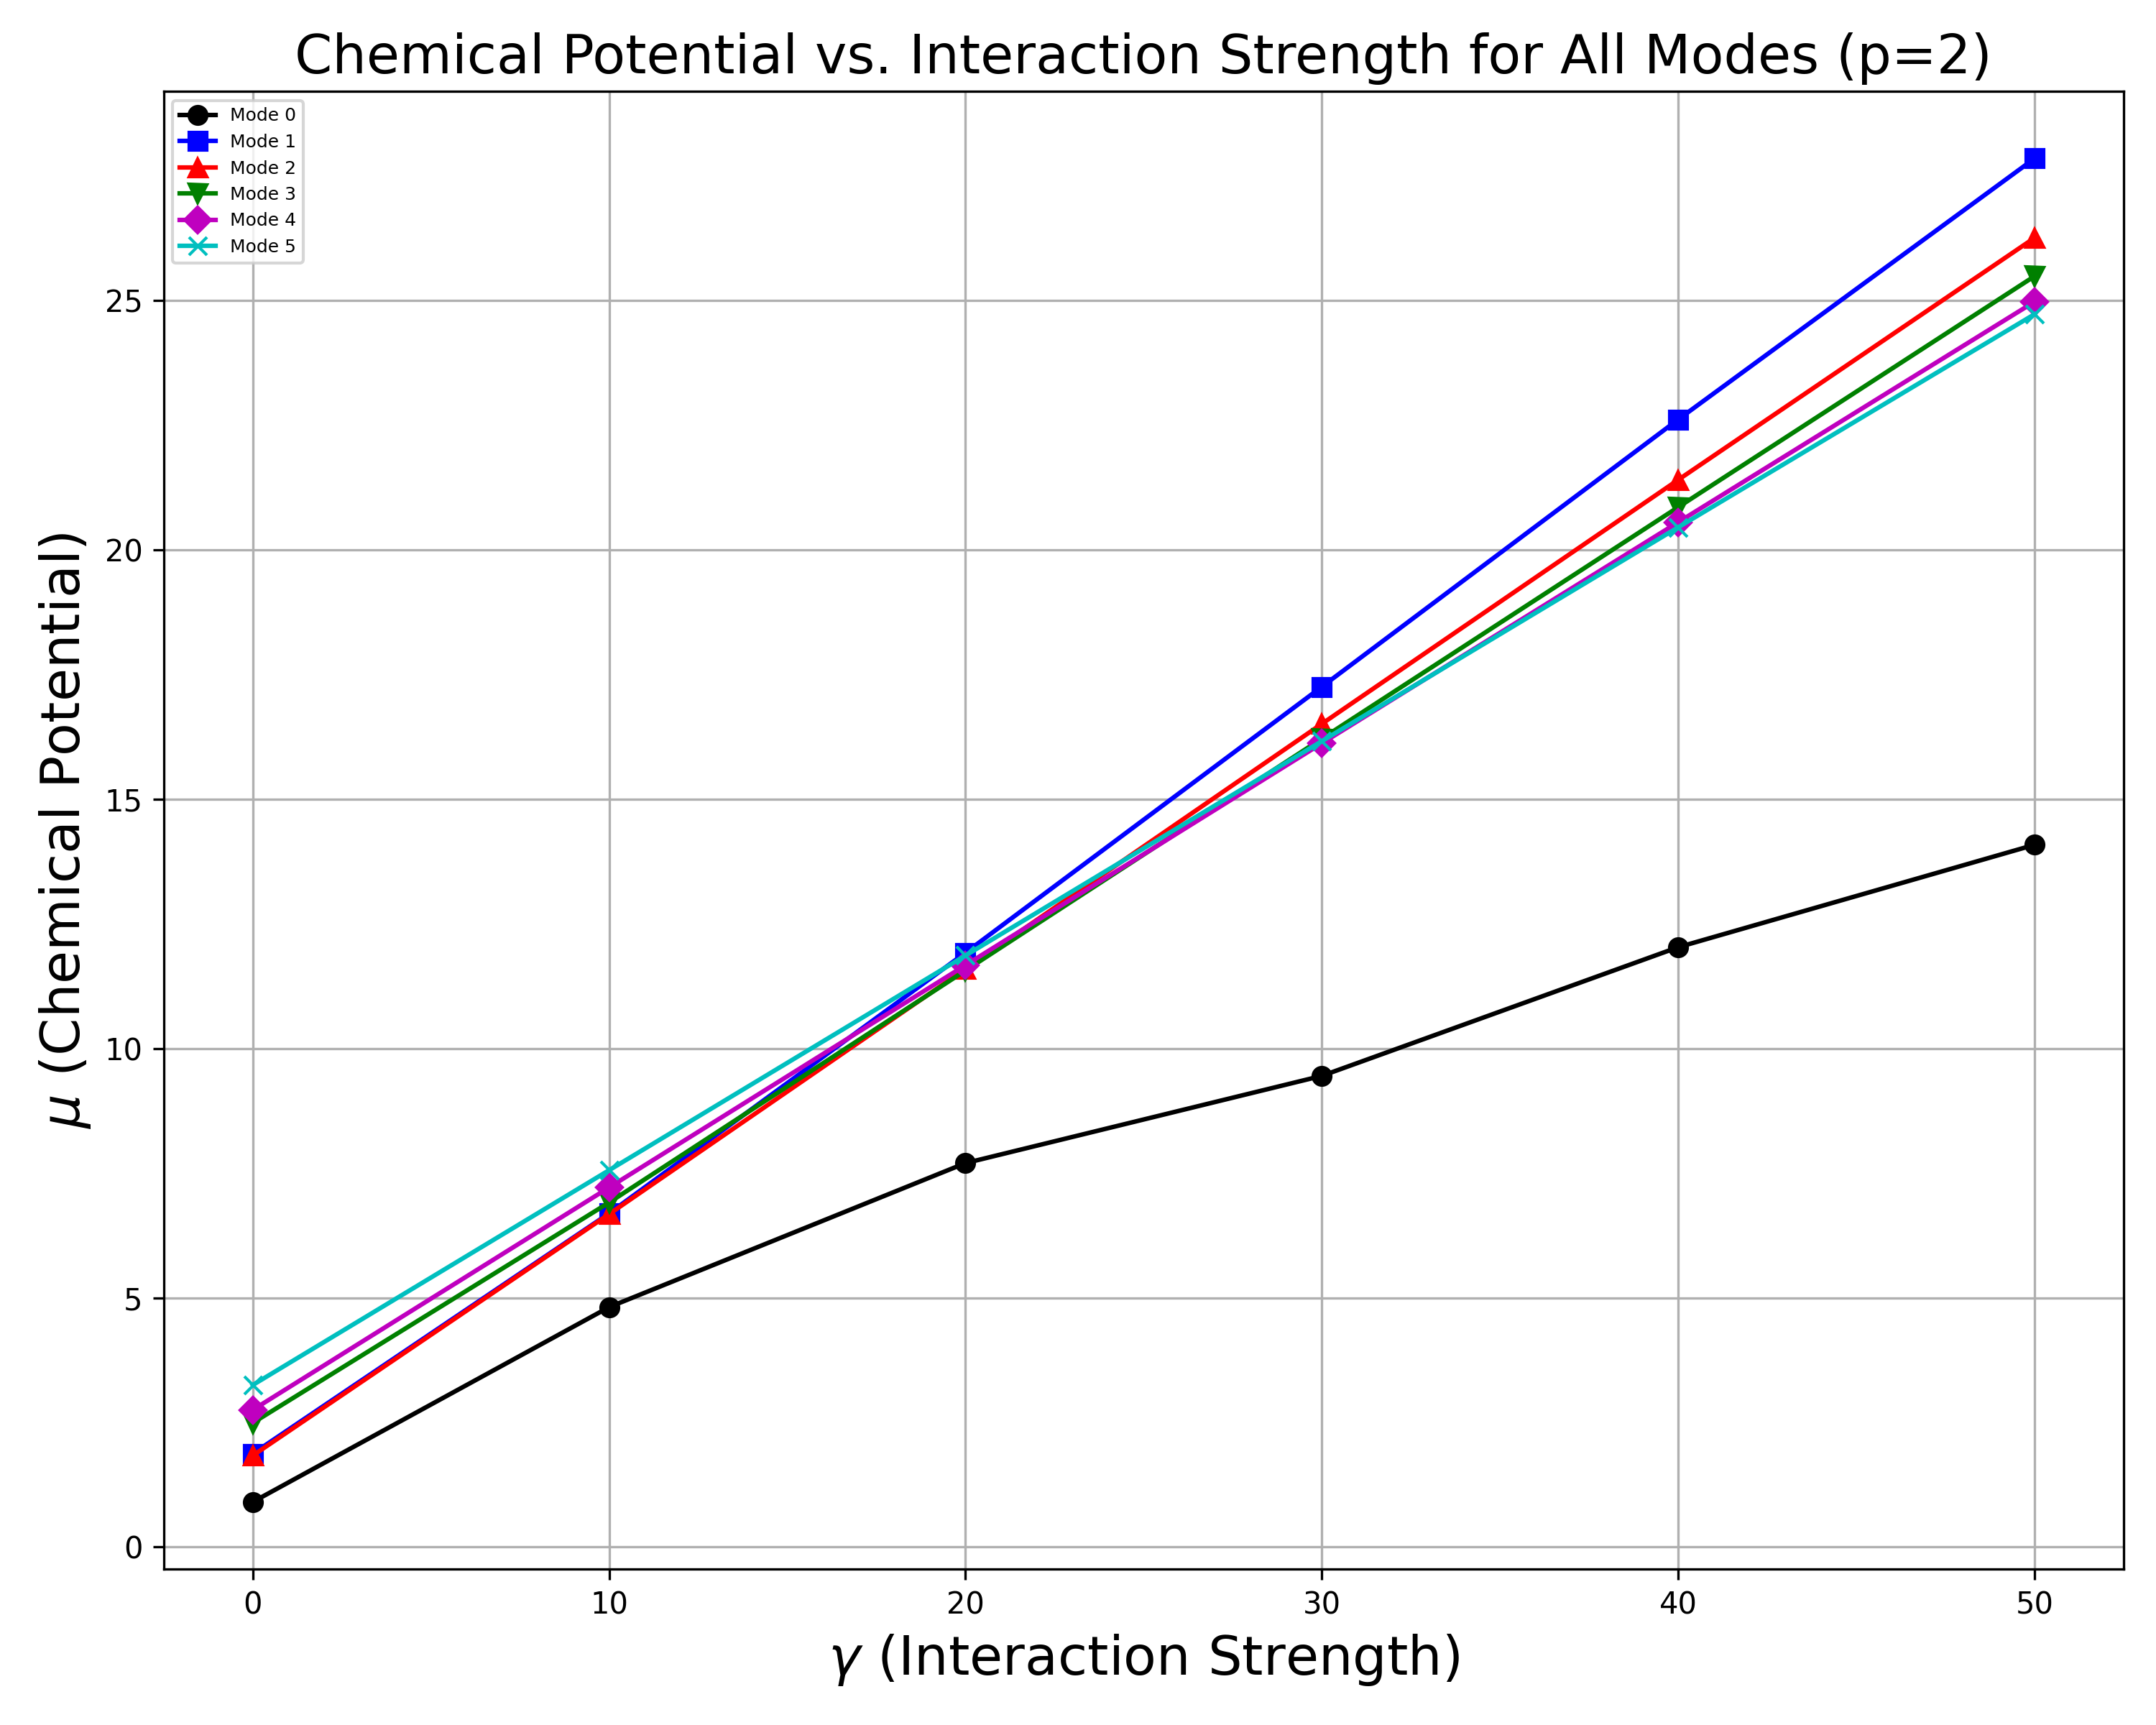 Chemical Potential vs. Interaction Strength for All Modes (p=2)
Mode 0
Mode 1
Mode 2
Mode 3
Mode 4
Mode 5
μ (Chemical Potential)
25
20
15
10
5
0
0 10 20 30 40 50
γ (Interaction Strength)